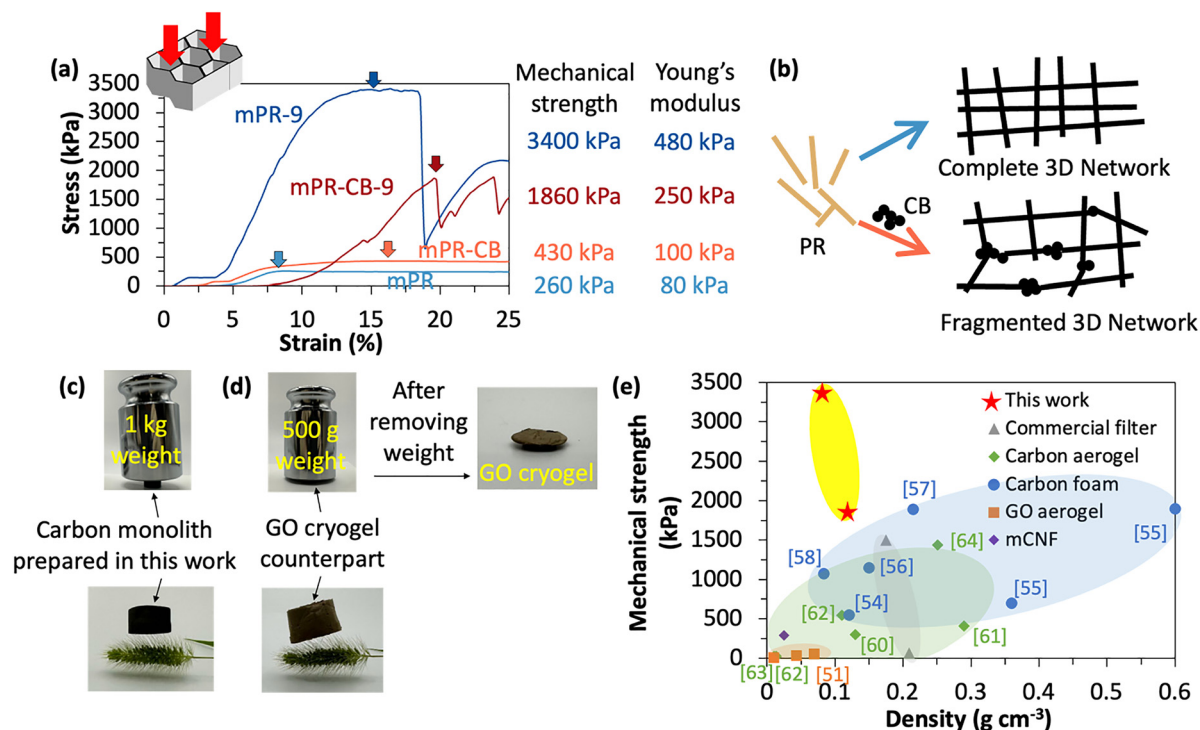 (a)
3500
3000
2500
2000
1500
1000
500
0
Stress (kPa)
0
5
10
15
20
25
Strain (%)
mPR-9
mPR-CB-9
mPR-CB
mPR
Mechanical
strength
3400 kPa
1860 kPa
430 kPa
260 kPa
Young’s
modulus
480 kPa
250 kPa
100 kPa
80 kPa
(b)
PR
CB
Complete 3D Network
Fragmented 3D Network
(c)
1 kg
weight
Carbon monolith
prepared in this work
(d)
500 g
weight
After
removing
weight
GO cryogel
GO cryogel
counterpart
(e)
3500
3000
2500
2000
1500
1000
500
0
Mechanical strength
(kPa)
0
0.1
0.2
0.3
0.4
0.5
0.6
Density (g cm⁻³)
This work
Commercial filter
Carbon aerogel
Carbon foam
GO aerogel
mCNF
[57]
[55]
[64]
[58]
[56]
[55]
[62]
[54]
[60]
[61]
[63]
[62]
[51]